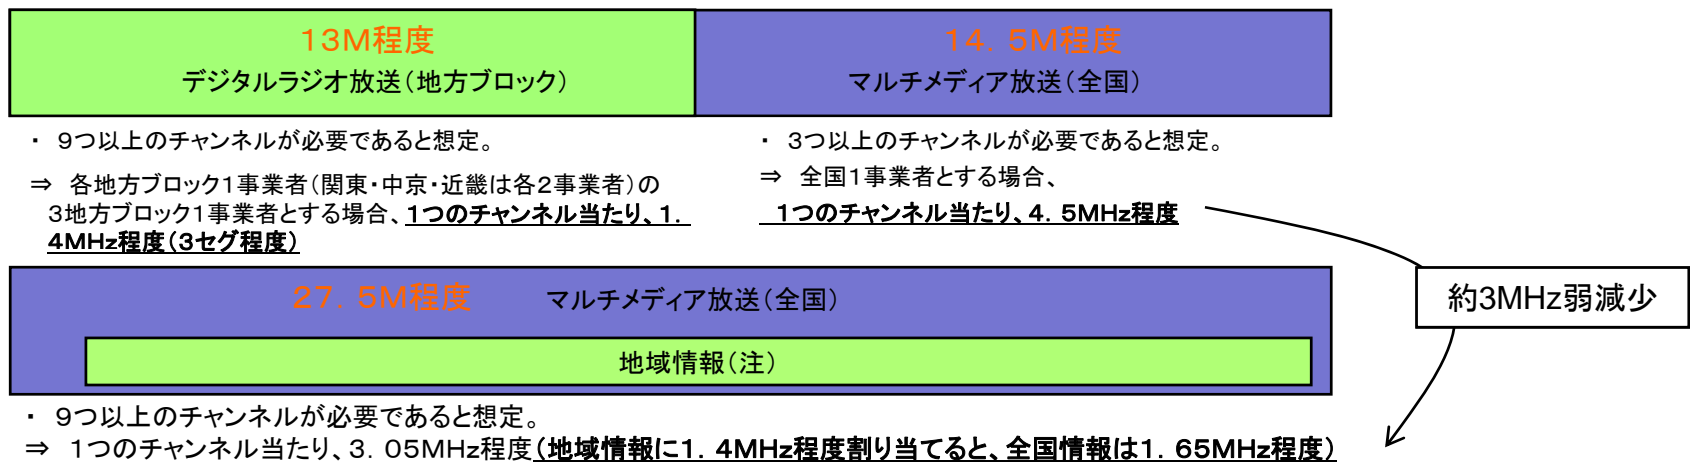 13M程度
デジタルラジオ放送(地方ブロック)
14.5M程度
マルチメディア放送(全国)
・ 9つ以上のチャンネルが必要であると想定。
⇒ 各地方ブロック1事業者(関東・中京・近畿は各2事業者)の
3地方ブロック1事業者とする場合、1つのチャンネル当たり、1.
4MHz程度(3セグ程度)
・ 3つ以上のチャンネルが必要であると想定。
⇒ 全国1事業者とする場合、
1つのチャンネル当たり、4.5MHz程度
27.5M程度 マルチメディア放送(全国)
地域情報(注)
約3MHz弱減少
・ 9つ以上のチャンネルが必要であると想定。
⇒ 1つのチャンネル当たり、3.05MHz程度(地域情報に1.4MHz程度割り当てると、全国情報は1.65MHz程度)